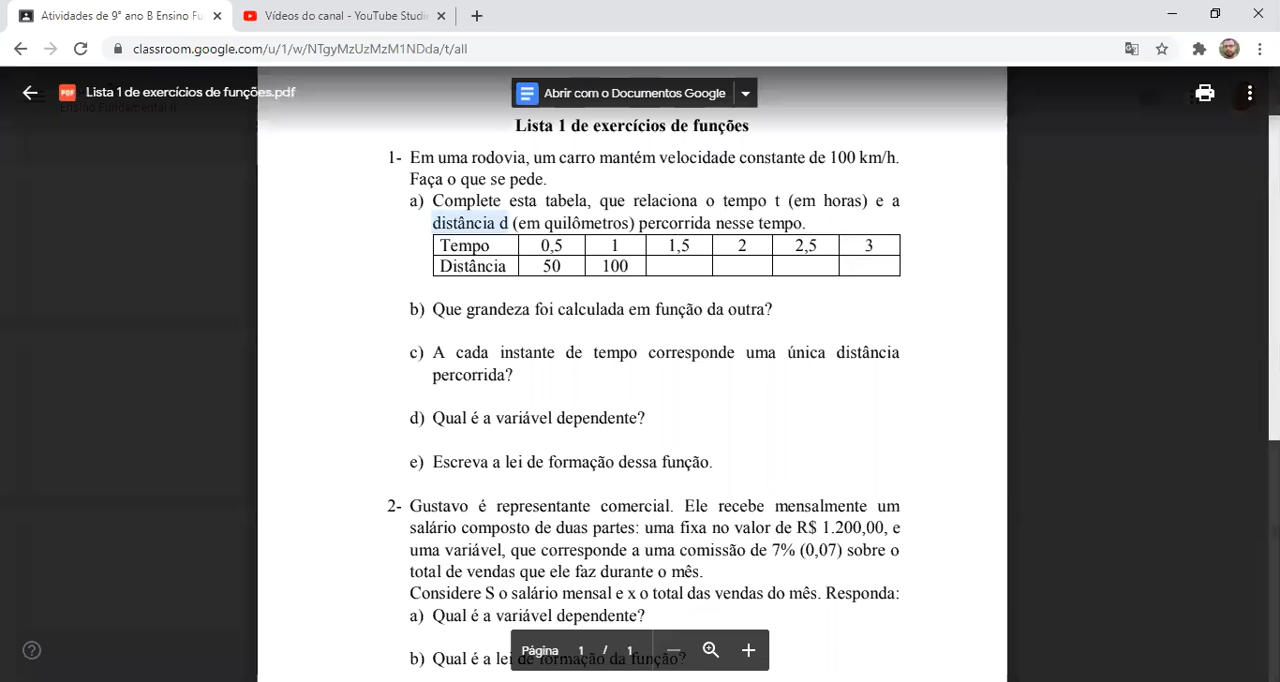 Atividades de 9° ano B Ensino Fu
Vídeos do canal - YouTube Studi
classroom.google.com/u/1/w/NTgyMzUzMzM1NDda/t/all
Lista 1 de exercícios de funções.pdf
Abrir com o Documentos Google
Ensino Fundamental II
Lista 1 de exercícios de funções
1- Em uma rodovia, um carro mantém velocidade constante de 100 km/h.
Faça o que se pede.
a) Complete esta tabela, que relaciona o tempo t (em horas) e a
distância d (em quilômetros) percorrida nesse tempo.
Tempo 0,5 1 1,5 2 2,5 3
Distância 50 100
b) Que grandeza foi calculada em função da outra?
c) A cada instante de tempo corresponde uma única distância
percorrida?
d) Qual é a variável dependente?
e) Escreva a lei de formação dessa função.
2- Gustavo é representante comercial. Ele recebe mensalmente um
salário composto de duas partes: uma fixa no valor de R$ 1.200,00, e
uma variável, que corresponde a uma comissão de 7% (0,07) sobre o
total de vendas que ele faz durante o mês.
Considere S o salário mensal e x o total das vendas do mês. Responda:
a) Qual é a variável dependente?
Página 1 / 1
b) Qual é a lei de formação da função?